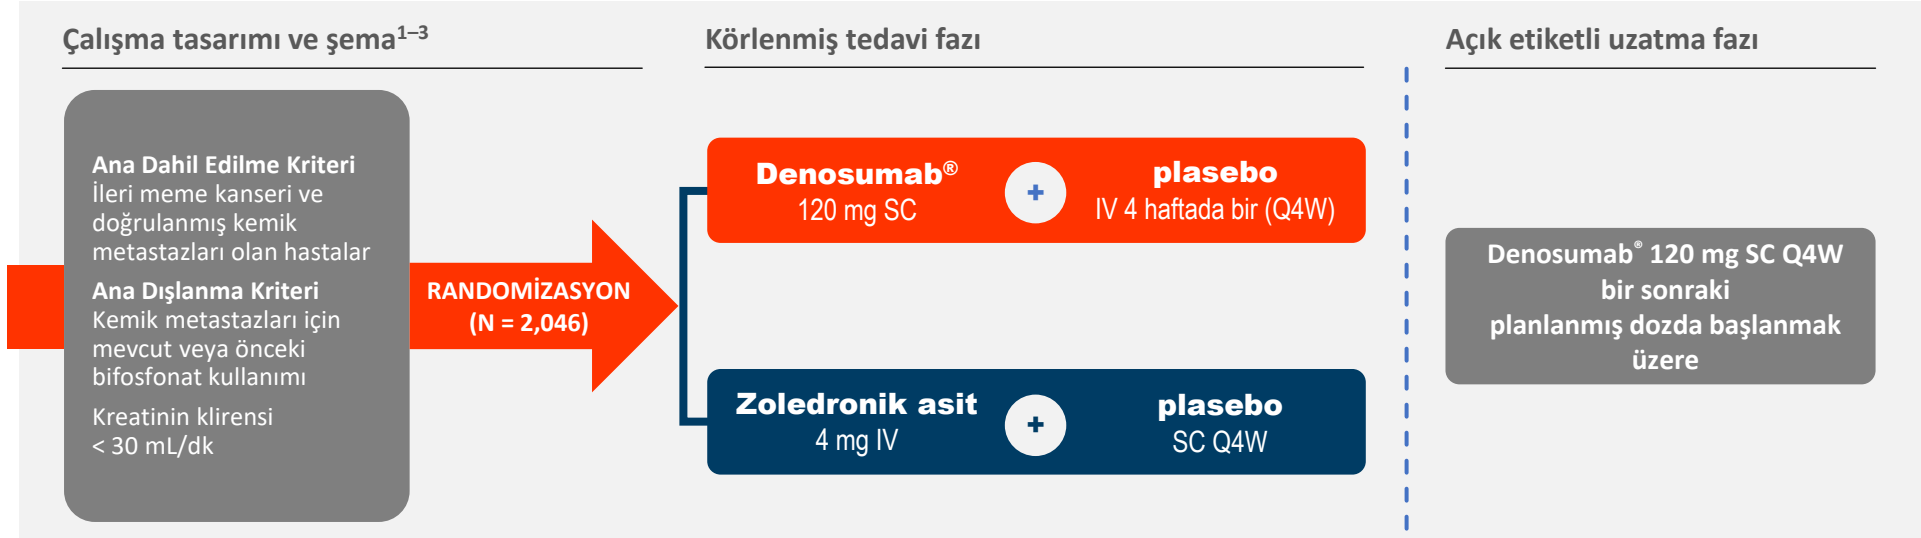 Çalışma tasarımı ve şema¹⁻³
Ana Dahil Edilme Kriteri
İleri meme kanseri ve
doğrulanmış kemik
metastazları olan hastalar
Ana Dışlanma Kriteri
Kemik metastazları için
mevcut veya önceki
bifosfonat kullanımı
Kreatinin klirensi
< 30 mL/dk
RANDOMİZASYON
(N = 2,046)
Körlenmiş tedavi fazı
Denosumab®
120 mg SC
+
plasebo
IV 4 haftada bir (Q4W)
Zoledronik asit
4 mg IV
+
plasebo
SC Q4W
Açık etiketli uzatma fazı
Denosumab® 120 mg SC Q4W
bir sonraki
planlanmış dozda başlanmak
üzere